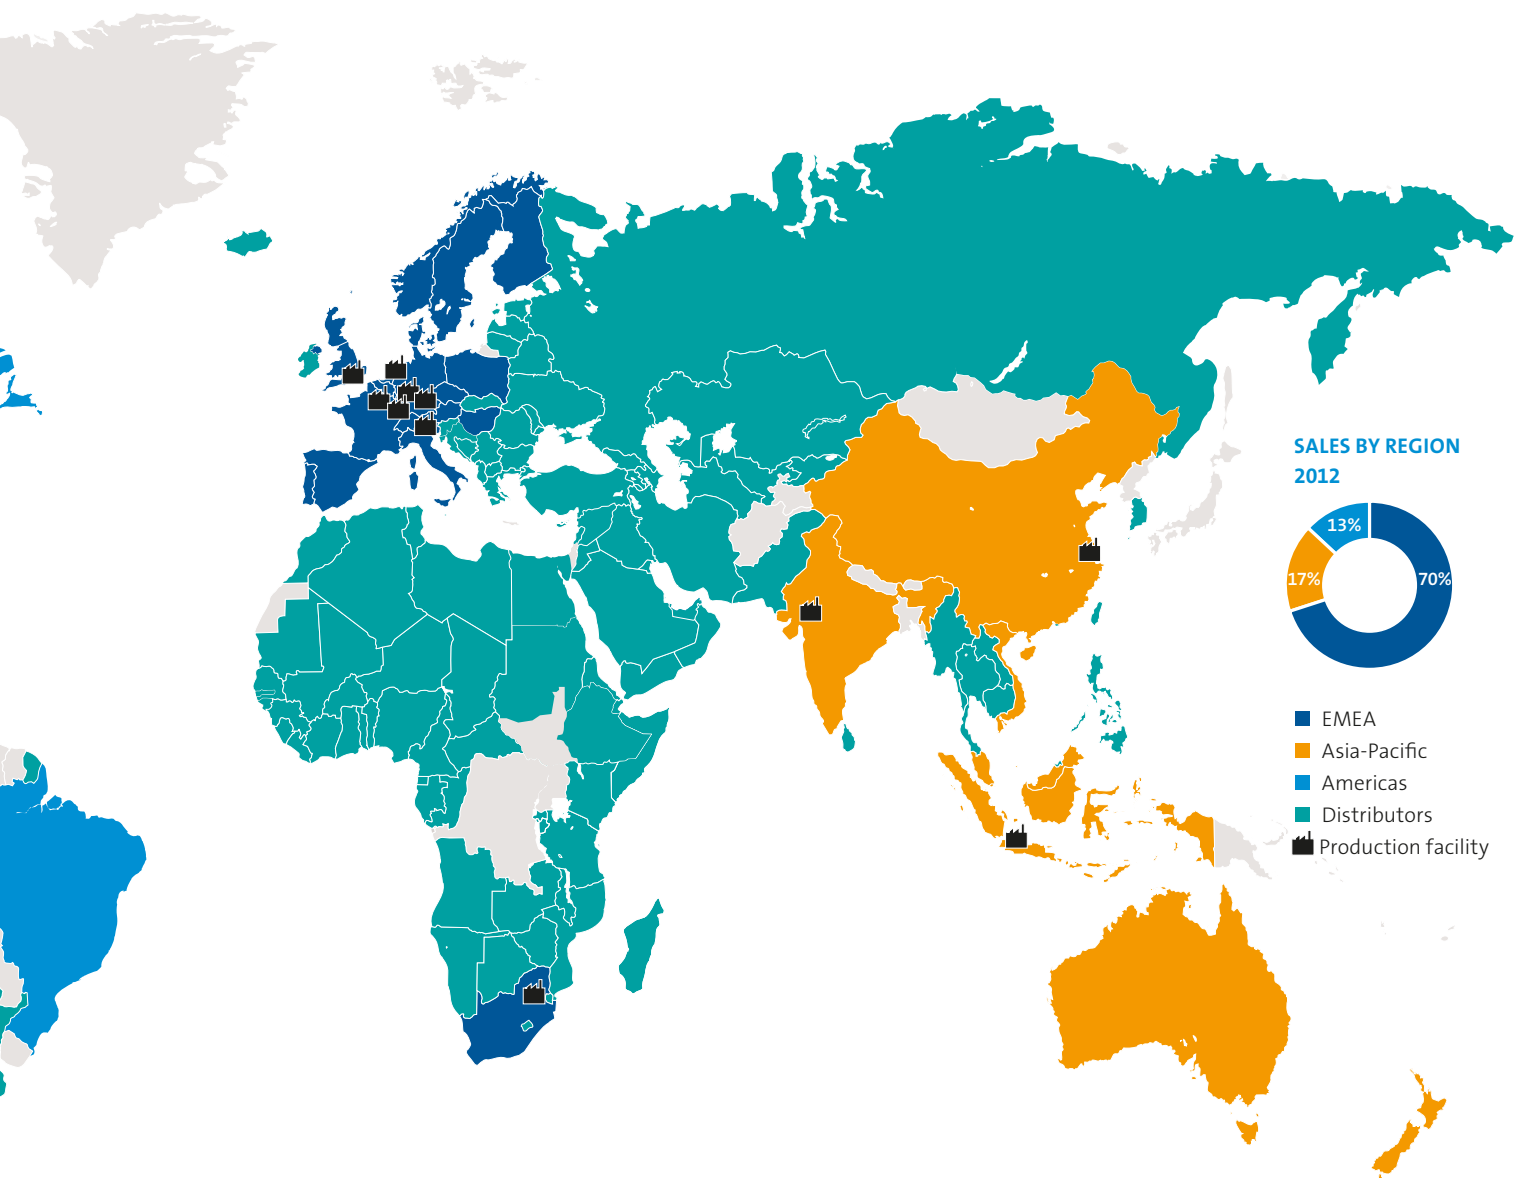 SALES BY REGION
2012
13%
17%
70%
EMEA
Asia-Pacific
Americas
Distributors
Production facility